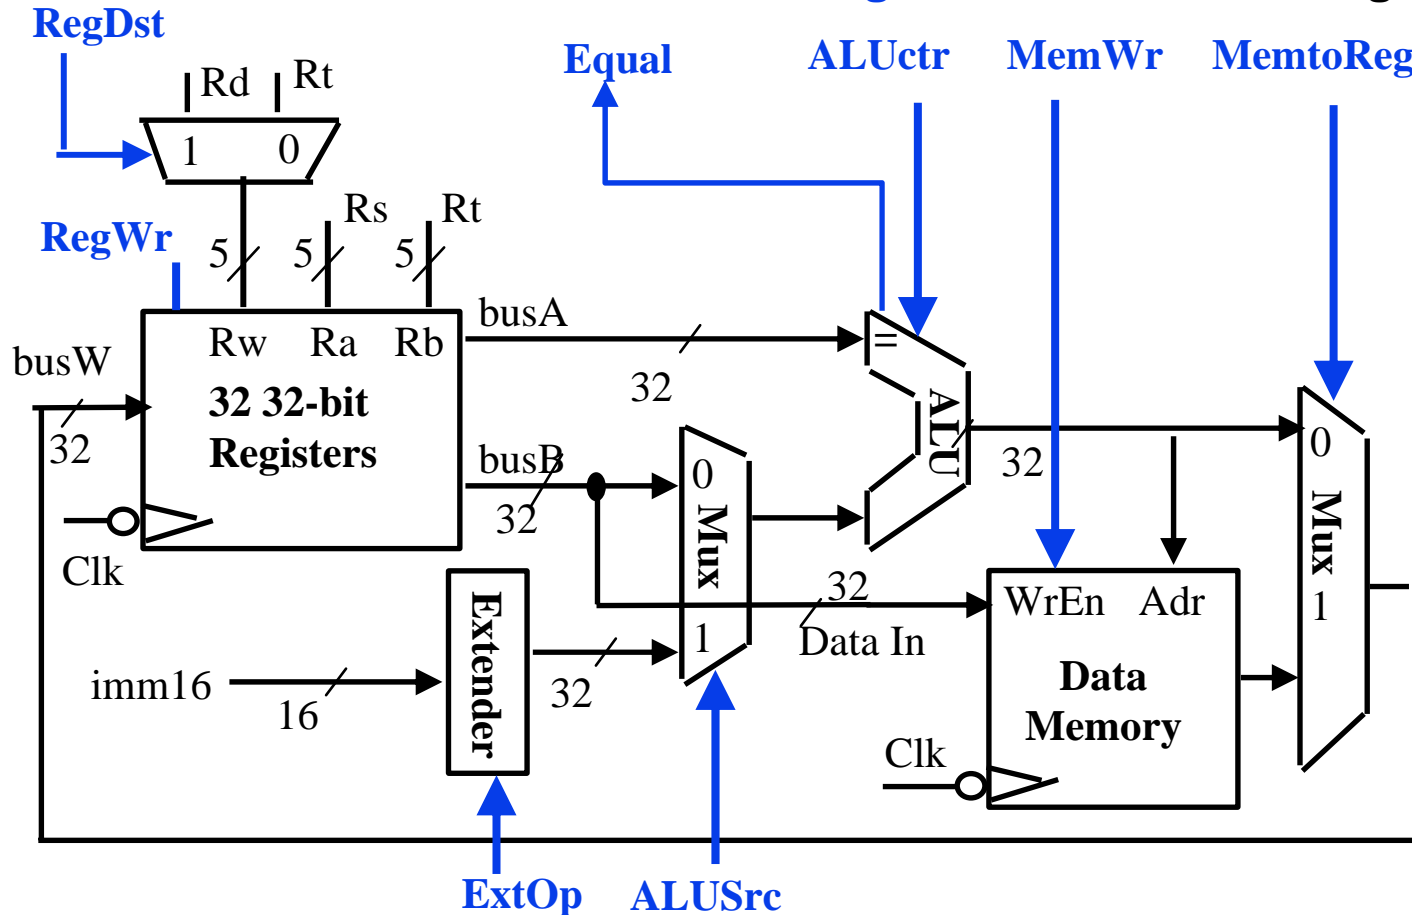 RegDst
Equal
ALUctr
MemWr
MemtoReg
Rd
Rt
1
0
Rs
Rt
RegWr
5
5
5
busA
Rw
Ra
Rb
=
busW
32
32 32-bit
Registers
32
ALU
busB
32
0
Mux
1
32
0
Mux
1
Clk
Extender
32
Data In
WrEn
Adr
imm16
16
32
Data
Memory
Clk
ExtOp
ALUSrc